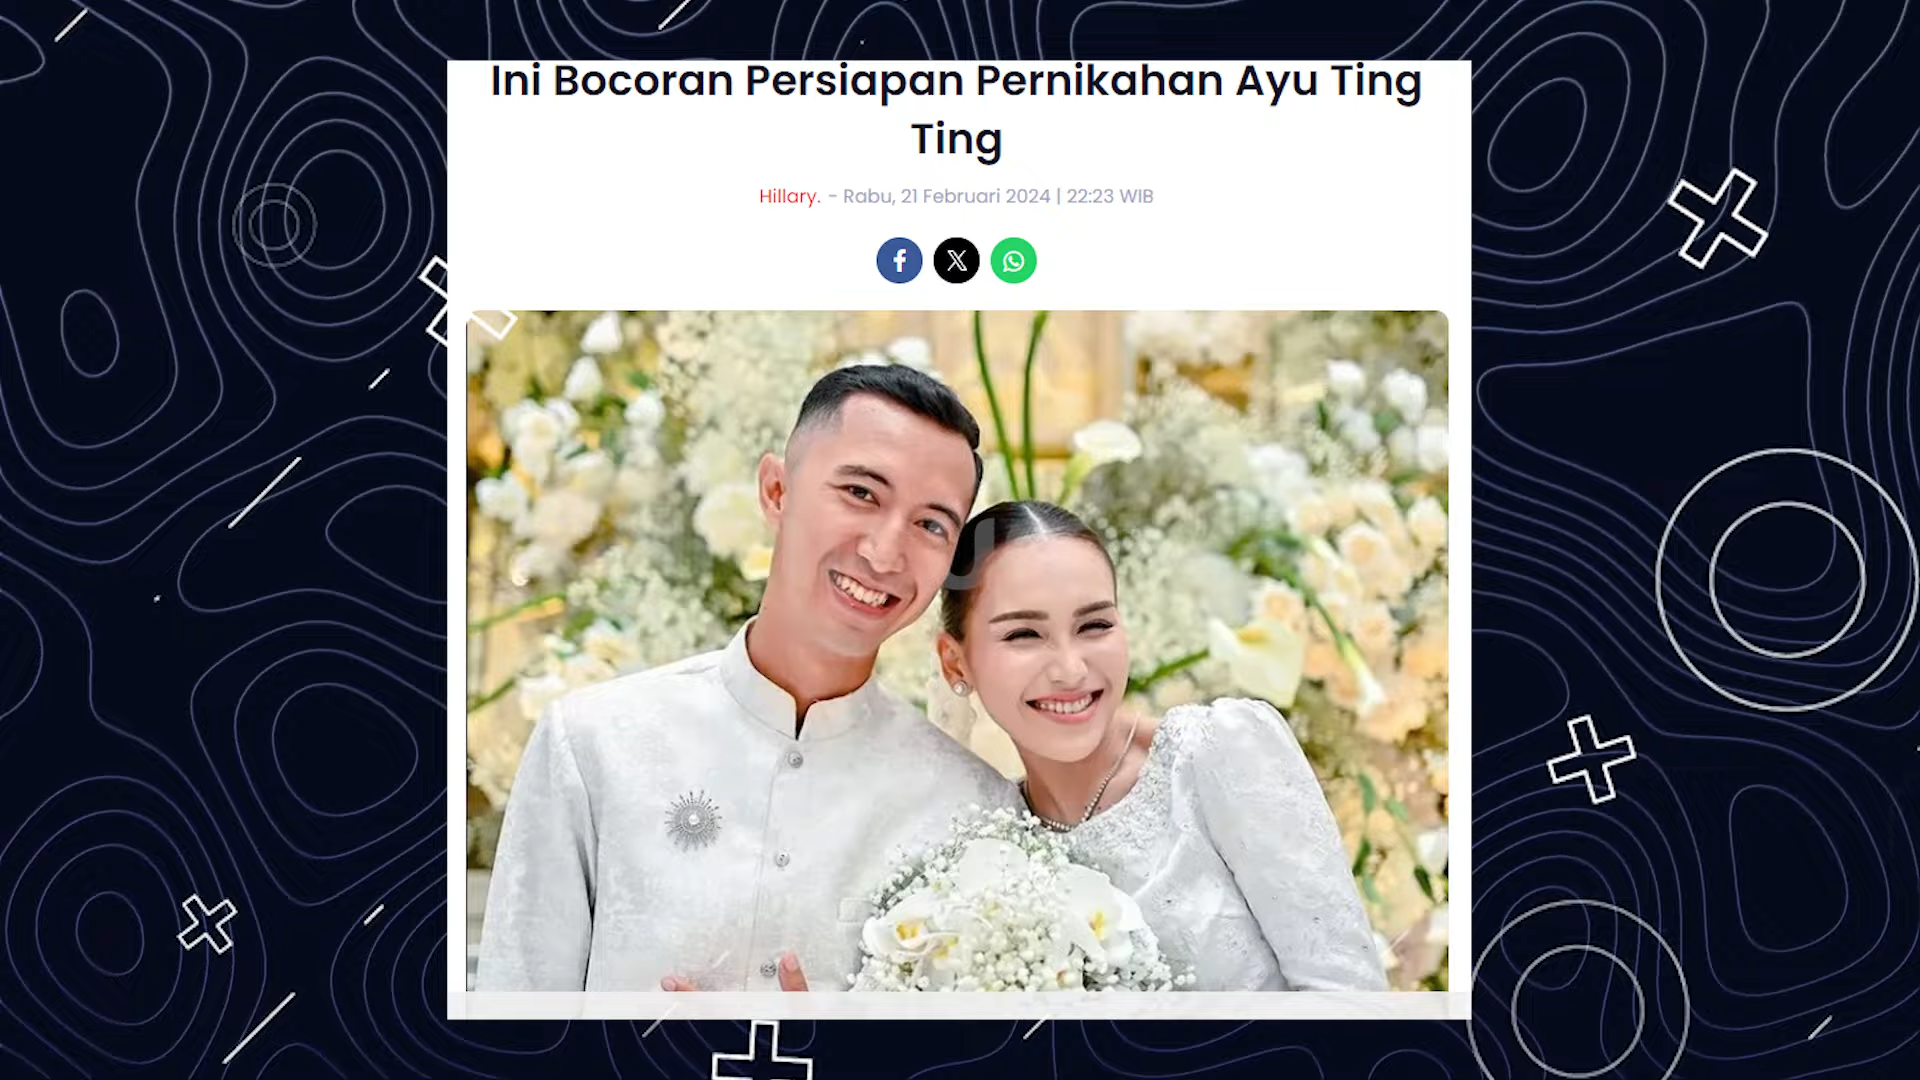 Ini Bocoran Persiapan Pernikahan Ayu Ting
Ting
Hillary. - Rabu, 21 Februari 2024 | 22:23 WIB